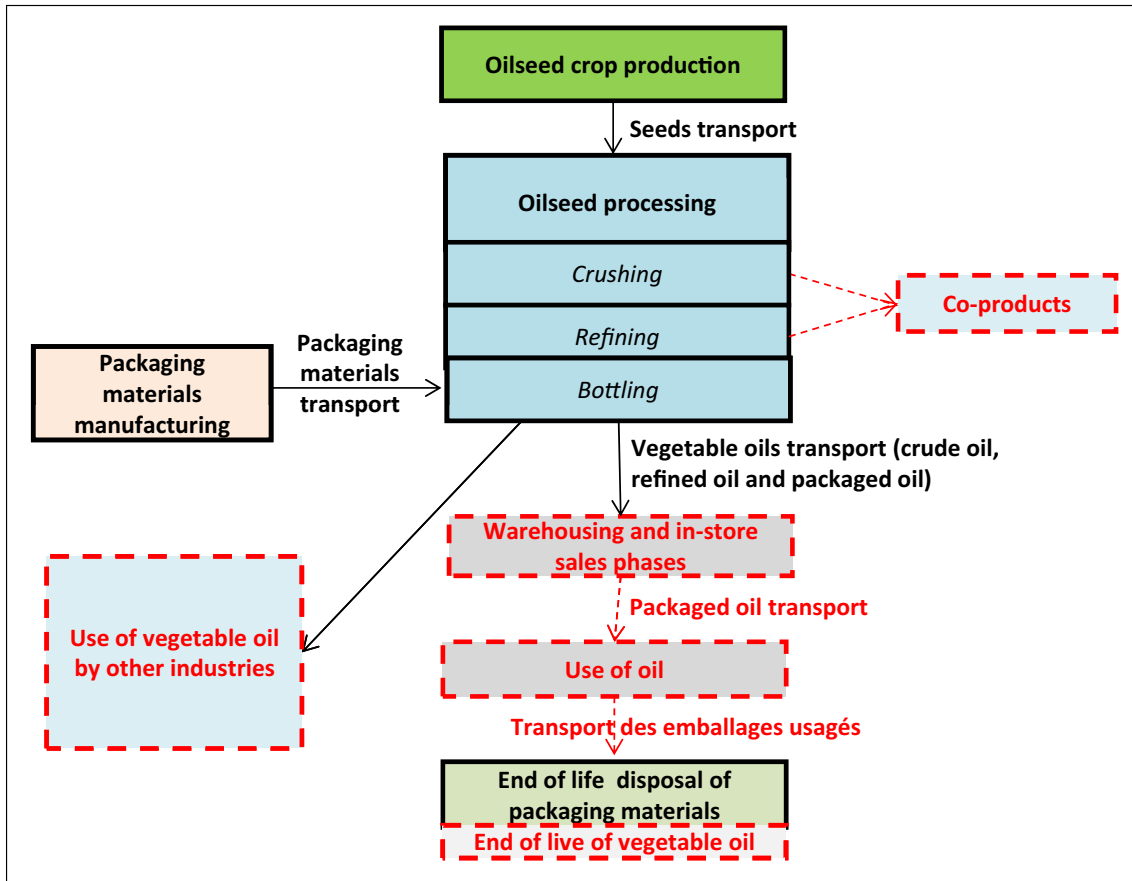 Oilseed crop production
Seeds transport
Oilseed processing
Crushing
Co-products
Refining
Packaging
materials
transport
Packaging
materials
manufacturing
Bottling
Vegetable oils transport (crude oil,
refined oil and packaged oil)
Warehousing and in-store
sales phases
Packaged oil transport
Use of vegetable oil
by other industries
Use of oil
Transport des emballages usagés
End of life  disposal of
packaging materials
End of live of vegetable oil